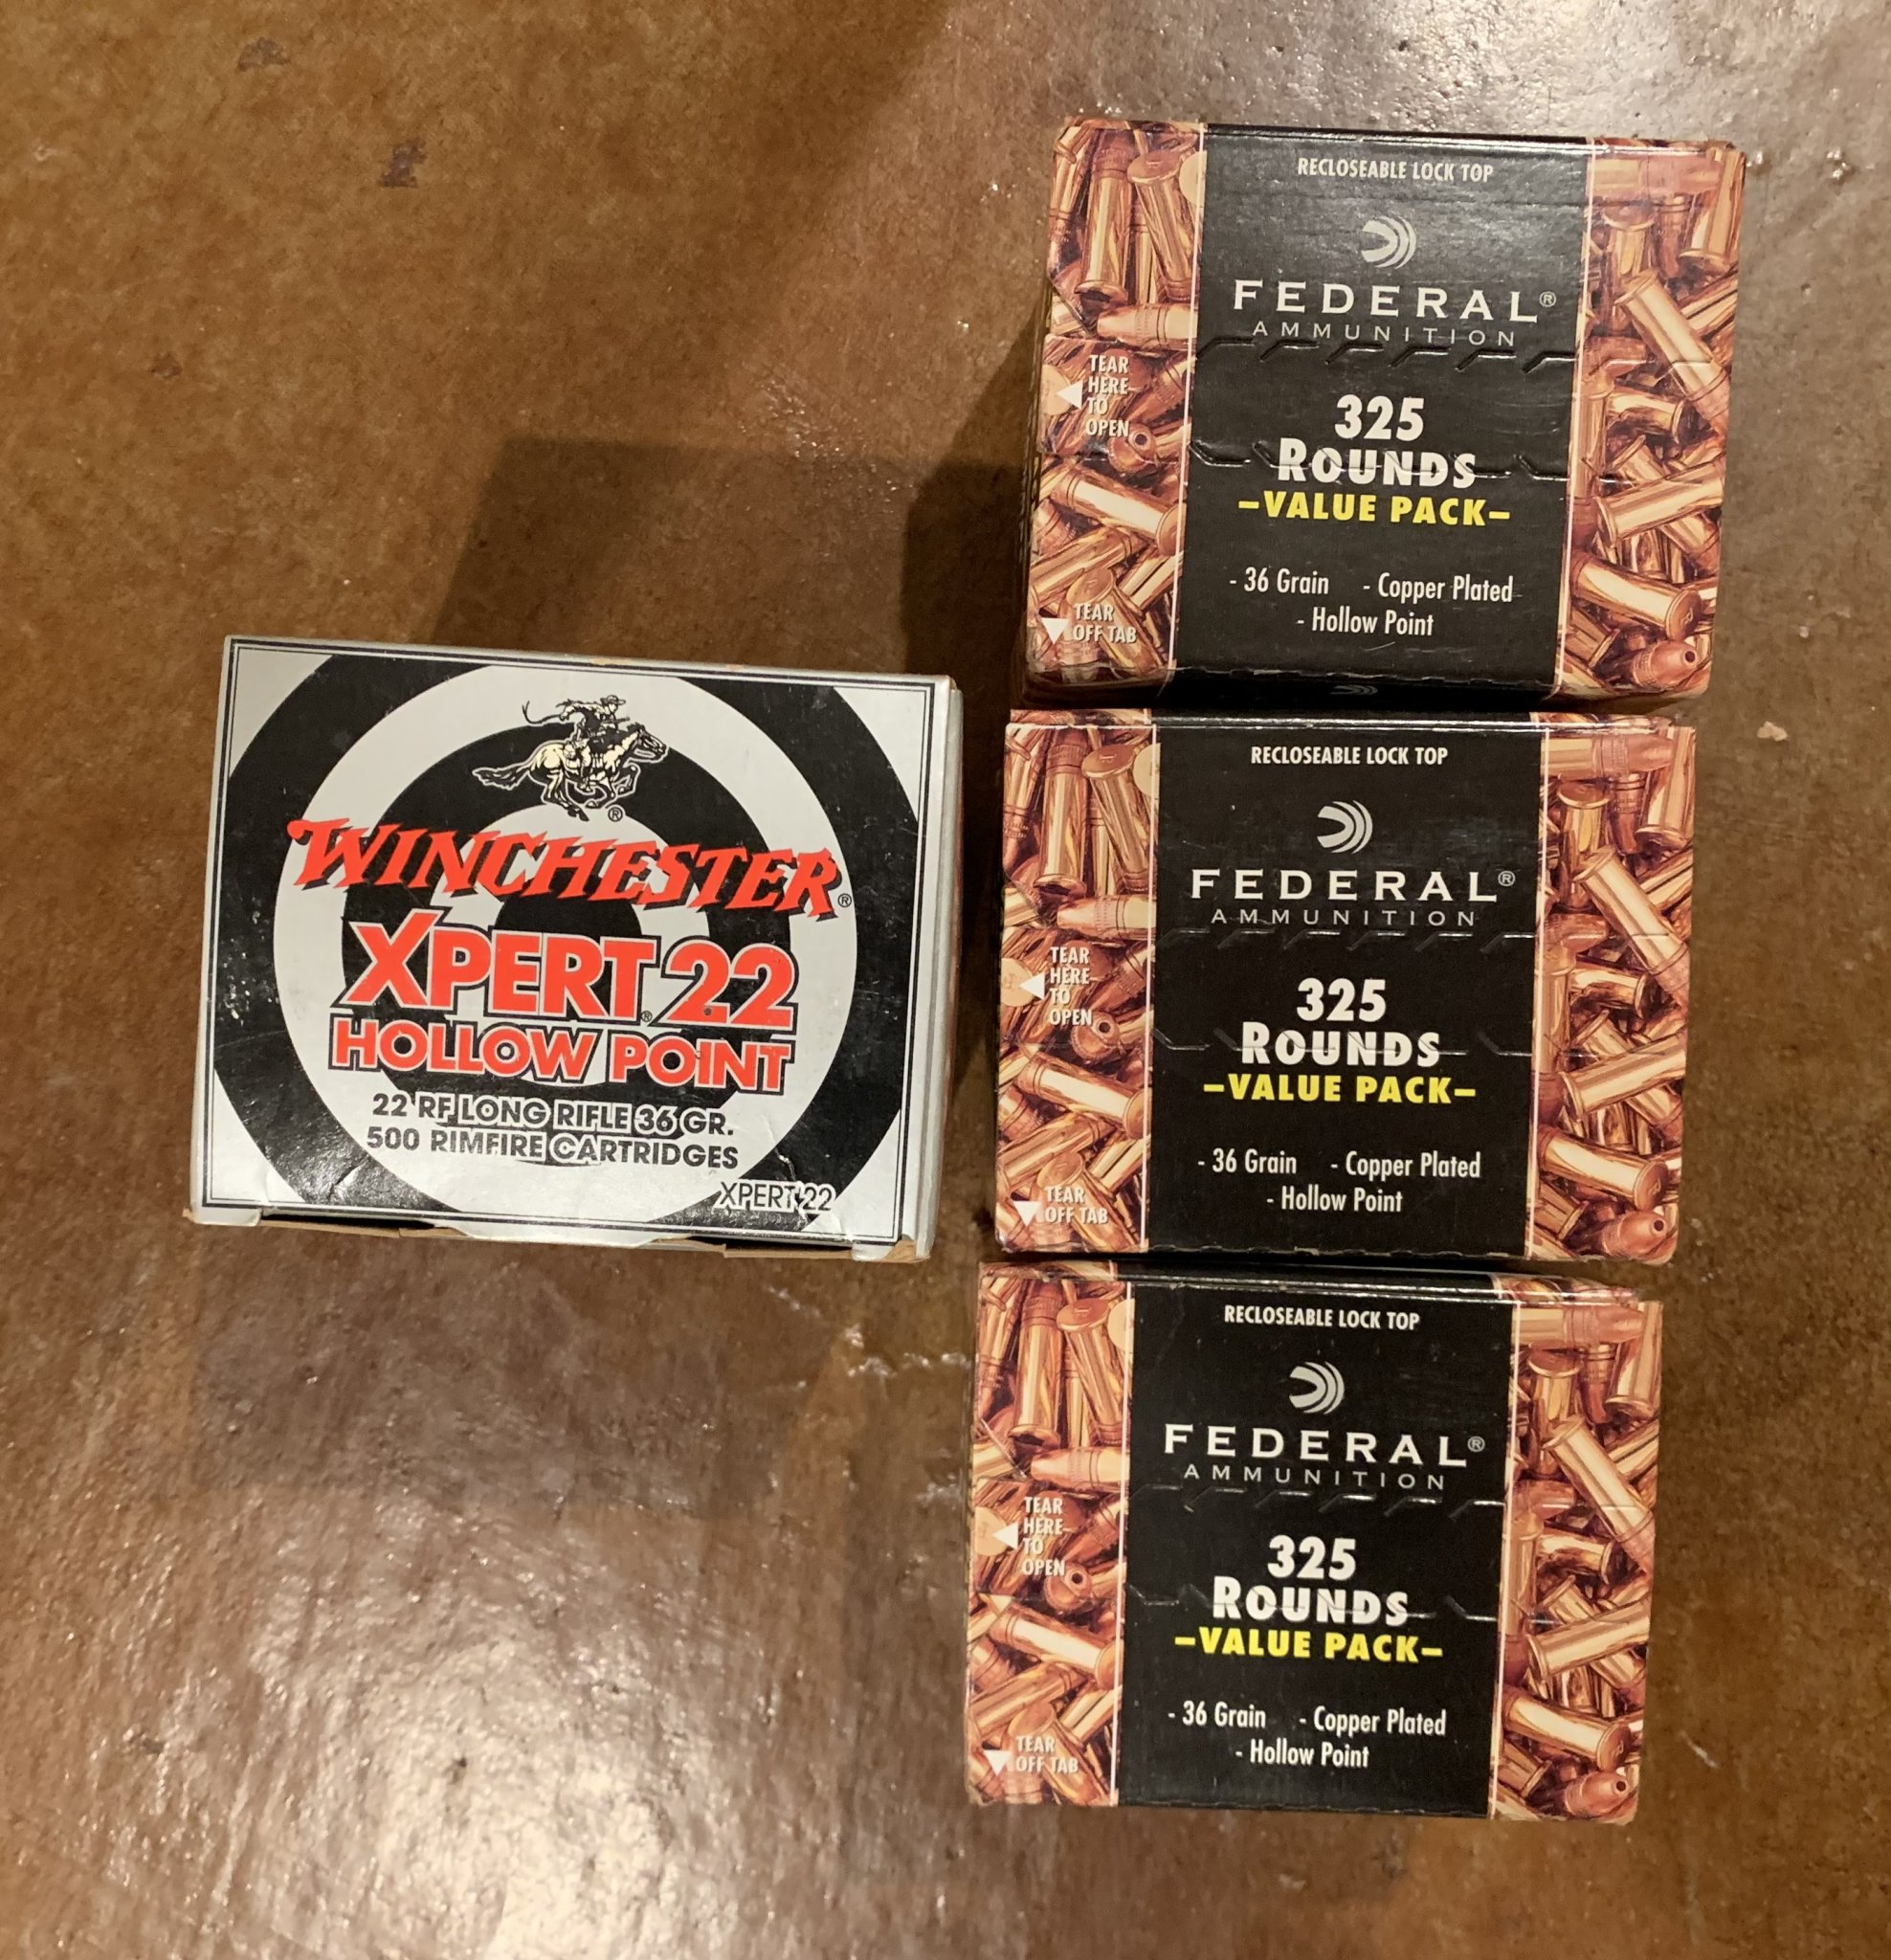 WINCHESTER®
XPERT® 22
HOLLOW POINT
22 RF LONG RIFLE 36 GR.
500 RIMFIRE CARTRIDGES
XPERT 22
RECLOSEABLE LOCK TOP
FEDERAL®
AMMUNITION
TEAR
HERE
TO
OPEN
325
ROUNDS
–VALUE PACK–
- 36 Grain - Copper Plated
- Hollow Point
TEAR
OFF TAB
RECLOSEABLE LOCK TOP
FEDERAL®
AMMUNITION
TEAR
HERE
TO
OPEN
325
ROUNDS
–VALUE PACK–
- 36 Grain - Copper Plated
- Hollow Point
TEAR
OFF TAB
RECLOSEABLE LOCK TOP
FEDERAL®
AMMUNITION
TEAR
HERE
TO
OPEN
325
ROUNDS
–VALUE PACK–
- 36 Grain - Copper Plated
- Hollow Point
TEAR
OFF TAB